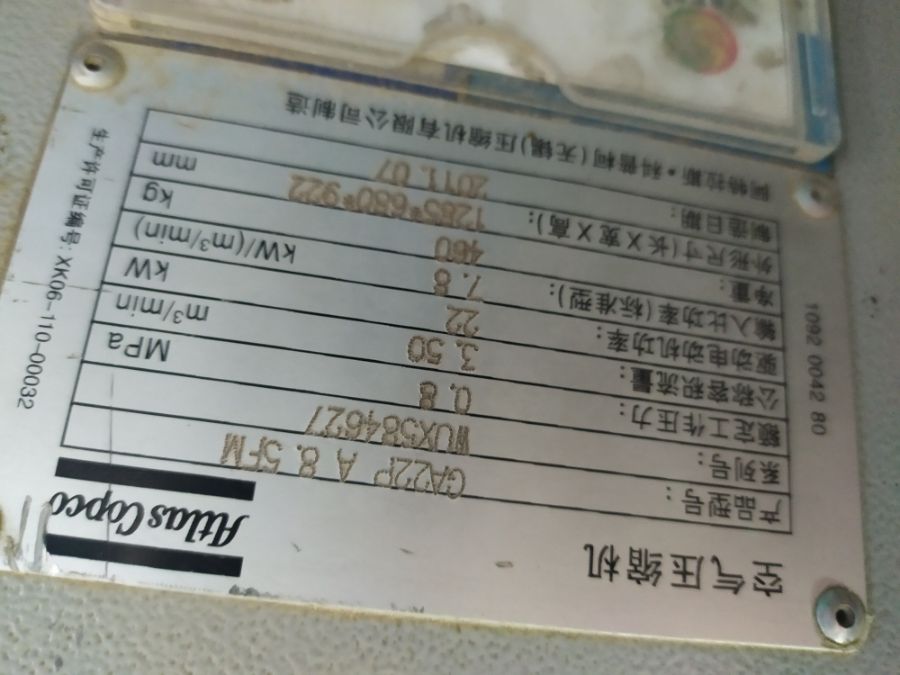 空气压缩机
Atlas Copco
产品型号: GA22P A 8.5FM
系列号: WUX584627
额定工作压力: 0.8 MPa
公称容积流量: 3.50 m³/min
驱动电动机功率: 22 kW
输入比功率(标准型): 7.8 kW/(m³/min)
净重: 460 kg
外形尺寸(长X宽X高): 1285*680*922 mm
制造日期: 2011.07
阿特拉斯·科普柯(无锡)压缩机有限公司制造
1092 0042 80
生产许可证编号: XK06-110-00032